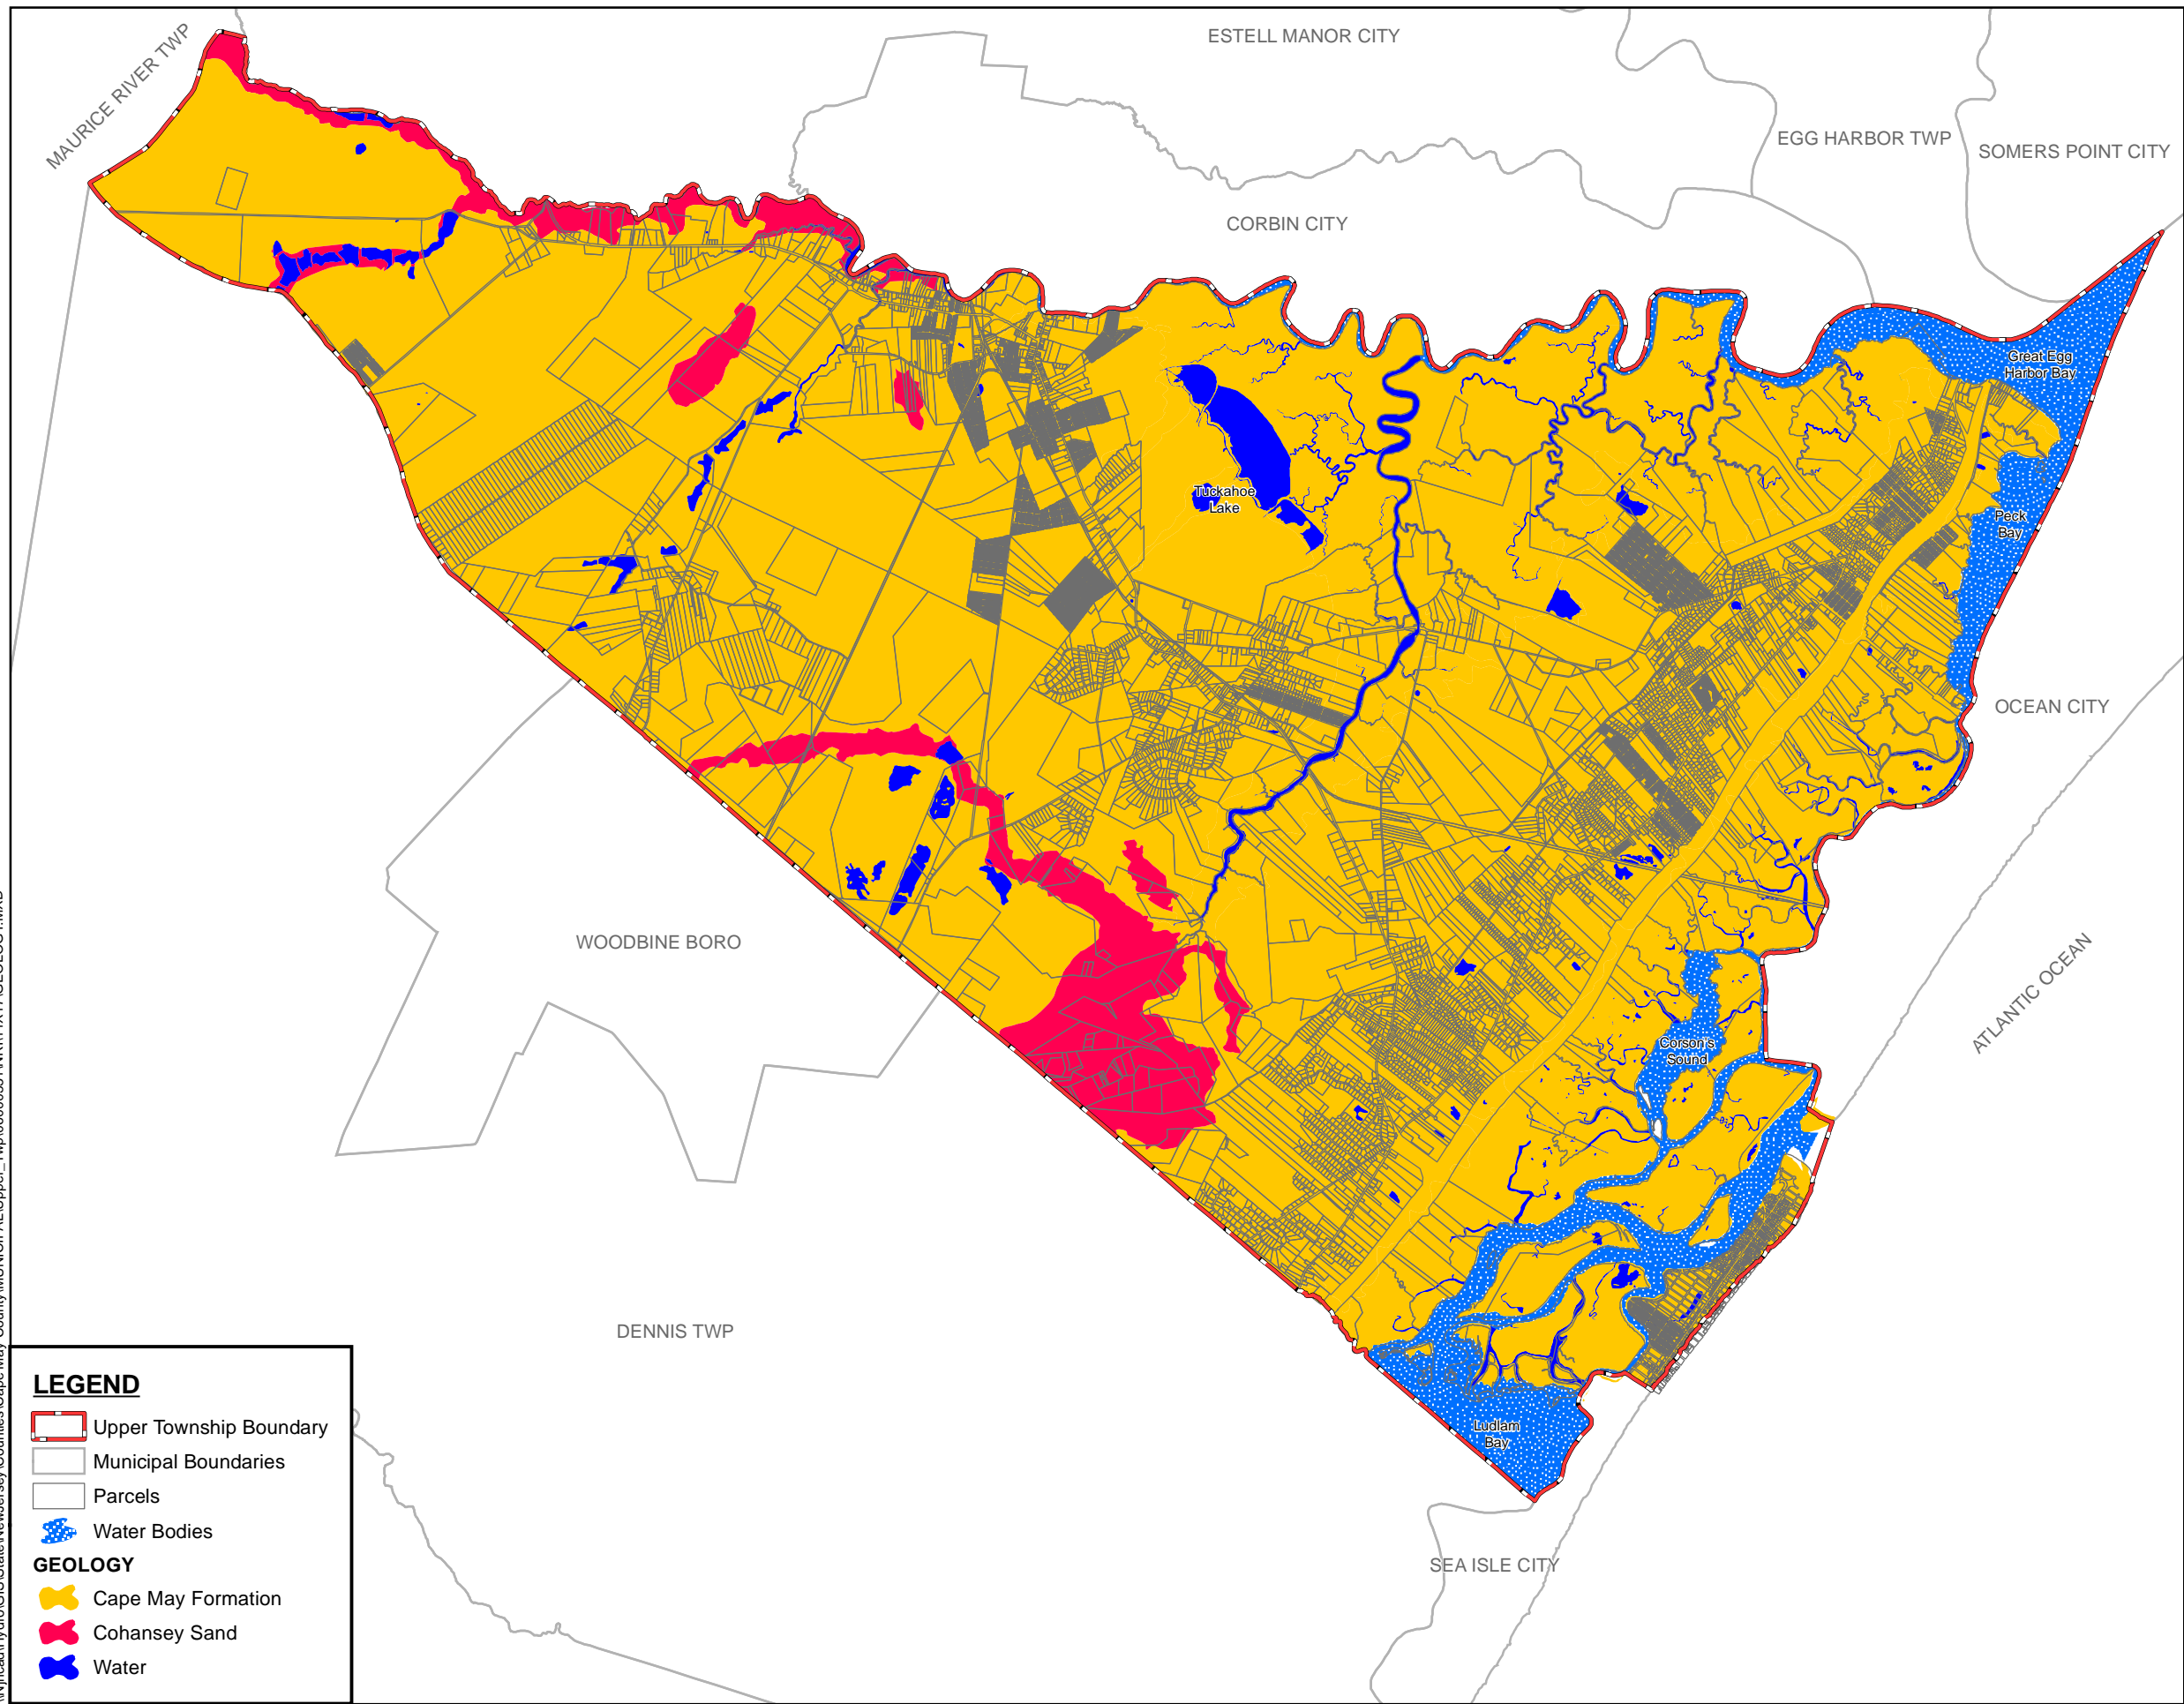 MAURICE RIVER TWP
ESTELL MANOR CITY
EGG HARBOR TWP
SOMERS POINT CITY
CORBIN CITY
Great Egg
Harbor Bay
Tuckahoe
Lake
Peck
Bay
OCEAN CITY
WOODBINE BORO
ATLANTIC OCEAN
Corson's
Sound
DENNIS TWP
Ludlam
Bay
SEA ISLE CITY
LEGEND
Upper Township Boundary
Municipal Boundaries
Parcels
Water Bodies
GEOLOGY
Cape May Formation
Cohansey Sand
Water